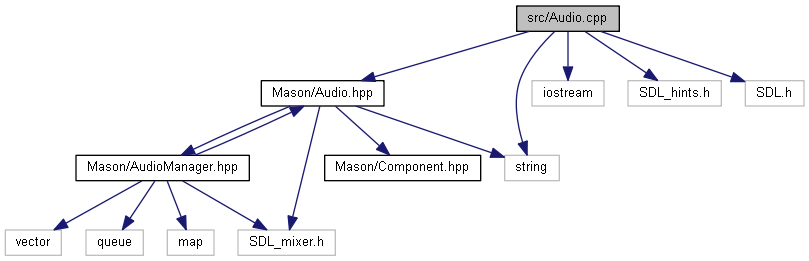 src/Audio.cpp
Mason/Audio.hpp
iostream
SDL_hints.h
SDL.h
Mason/AudioManager.hpp
Mason/Component.hpp
string
vector
queue
map
SDL_mixer.h